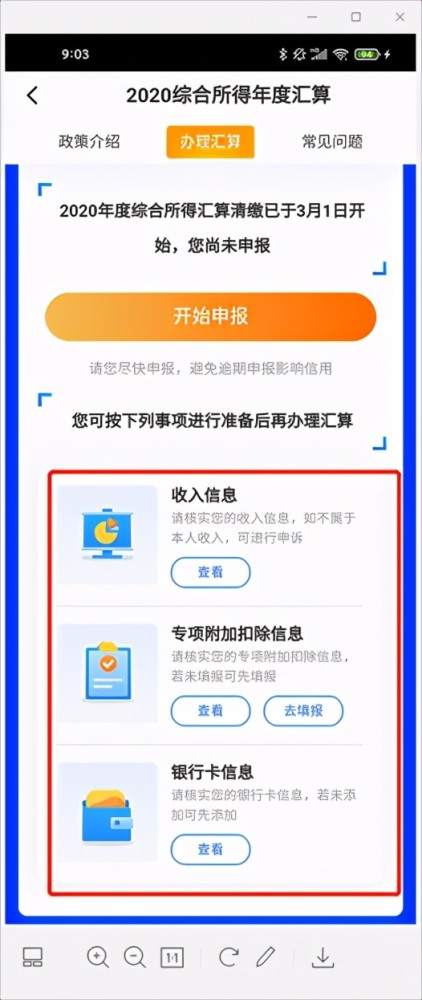 9:03
2020综合所得年度汇算
政策介绍
办理汇算
常见问题
2020年度综合所得汇算清缴已于3月1日开
始，您尚未申报
开始申报
请您尽快申报，避免逾期申报影响信用
您可按下列事项进行准备后再办理汇算
收入信息
请核实您的收入信息，如不属于
本人收入，可进行申诉
查看
专项附加扣除信息
请核实您的专项附加扣除信息，
若未填报可先填报
查看
去填报
银行卡信息
请核实您的银行卡信息，若未添
加可先添加
查看
1:1